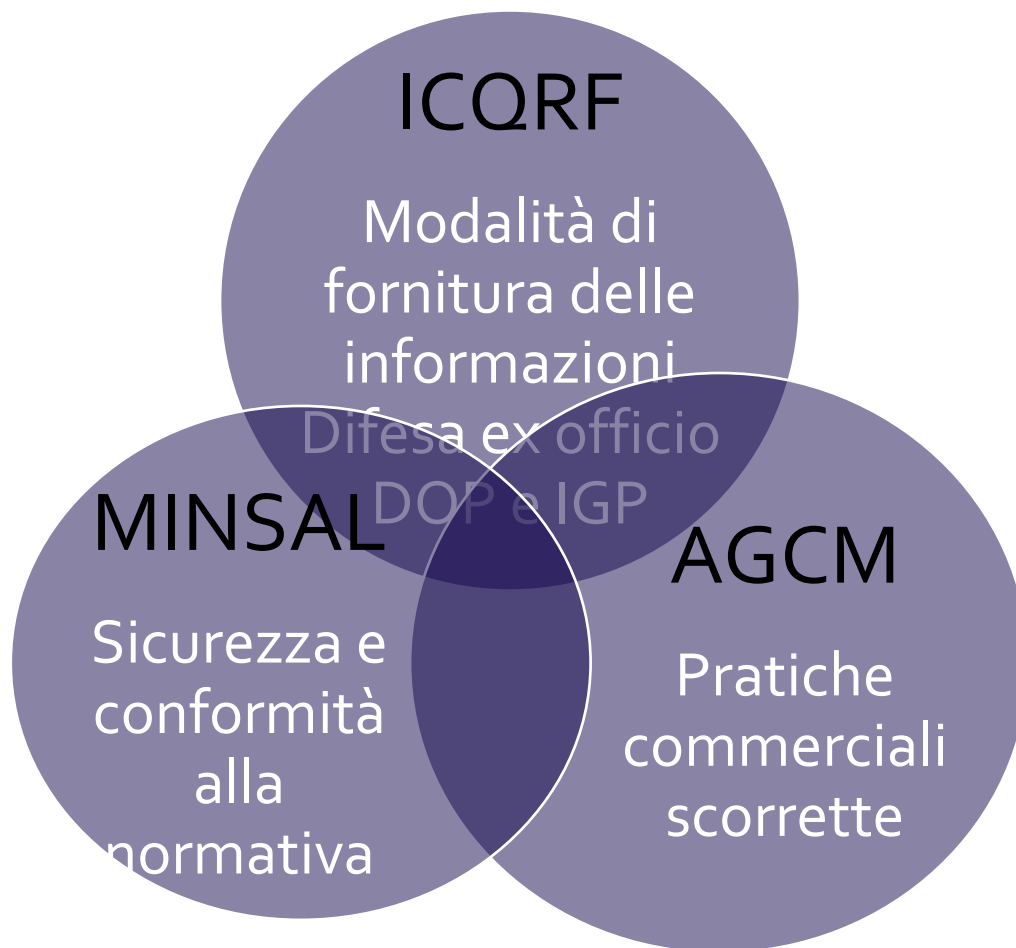 ICQRF
Modalità di
fornitura delle
informazioni
Difesa ex officio
DOP e IGP
MINSAL
Sicurezza e
conformità
alla
normativa
AGCM
Pratiche
commerciali
scorrette